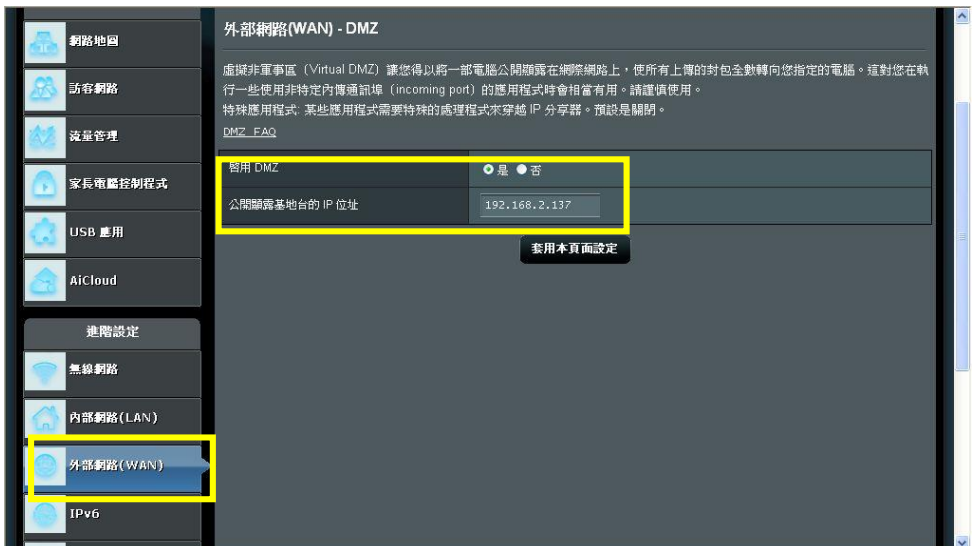 網路地圖
訪客網路
流量管理
家長電腦控制程式
USB 應用
AiCloud
進階設定
無線網路
內部網路(LAN)
外部網路(WAN)
IPv6
外部網路(WAN) - DMZ
虛擬非軍事區（Virtual DMZ）讓您得以將一部電腦公開顯露在網際網路上，使所有上傳的封包全數轉向您指定的電腦。這對您在執
行一些使用非特定內傳通訊埠（incoming port）的應用程式時會相當有用。請謹慎使用。
特殊應用程式: 某些應用程式需要特殊的處理程式來穿越 IP 分享器。預設是關閉。
DMZ FAQ
啟用 DMZ
是 否
公開顯露基地台的 IP 位址
192.168.2.137
套用本頁面設定